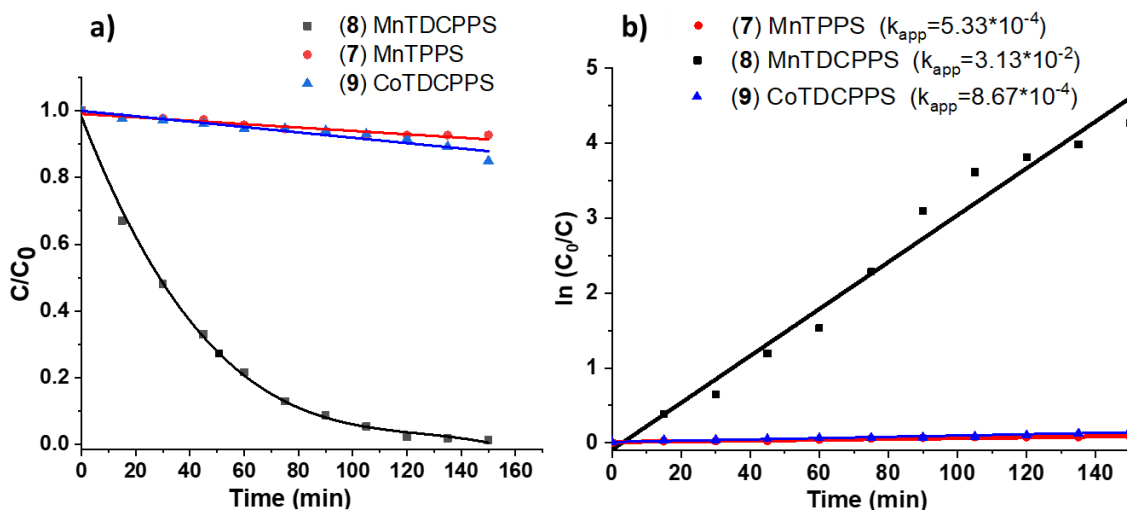 a)
(8) MnTDCPPS
(7) MnTPPS
(9) CoTDCPPS
1.0
0.8
0.6
0.4
0.2
0.0
C/C0
0 20 40 60 80 100 120 140 160
Time (min)
b)
(7) MnTPPS (kapp=5.33*10-4)
(8) MnTDCPPS (kapp=3.13*10-2)
(9) CoTDCPPS (kapp=8.67*10-4)
5
4
3
2
1
0
ln (C0/C)
0 20 40 60 80 100 120 140
Time (min)